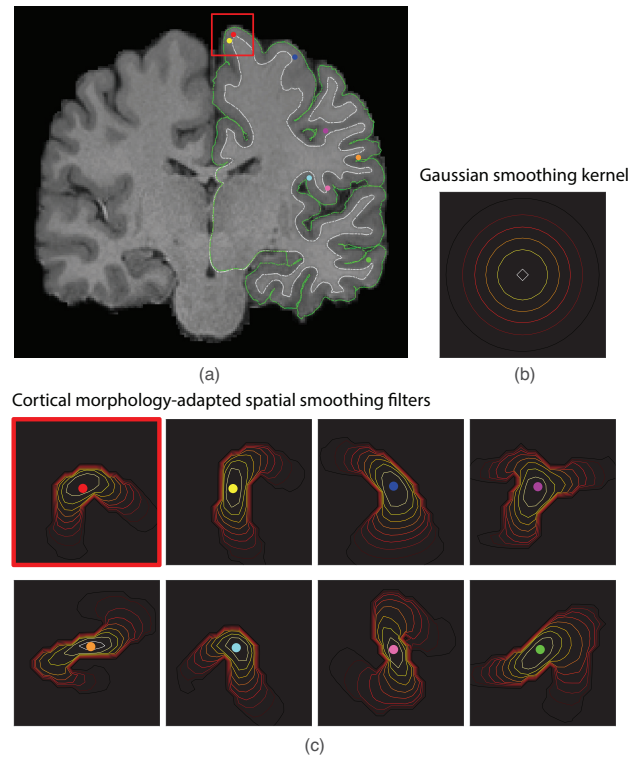 Gaussian smoothing kernel
(a)
(b)
Cortical morphology-adapted spatial smoothing filters
(c)